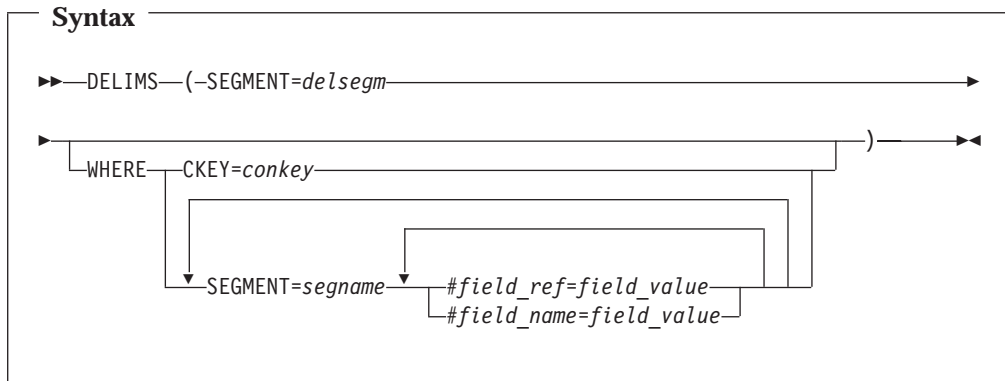 Syntax
DELIMS ( SEGMENT=delsegm
)
WHERE CKEY=conkey
SEGMENT=segname #field_ref=field_value
#field_name=field_value